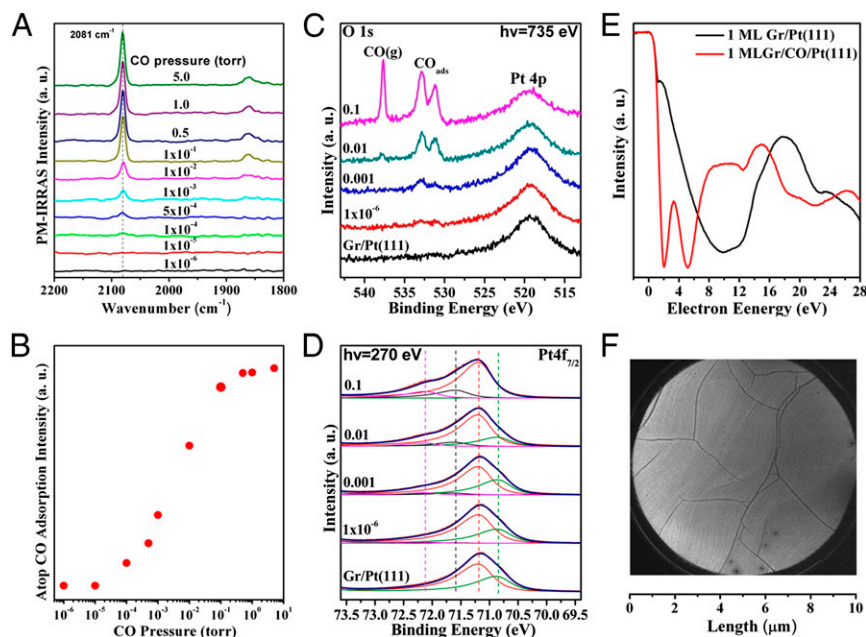 A
2081 cm⁻¹
CO pressure (torr)
5.0
1.0
0.5
1x10⁻¹
1x10⁻²
1x10⁻³
5x10⁻⁴
1x10⁻⁴
1x10⁻⁵
1x10⁻⁶
PM-IRRAS Intensity (a. u.)
2200 2100 2000 1900 1800
Wavenumber (cm⁻¹)
B
Atop CO Adsorption Intensity (a. u.)
10⁻⁶ 10⁻⁵ 10⁻⁴ 10⁻³ 10⁻² 10⁻¹ 10⁰ 10¹
CO Pressure (torr)
C
O 1s
hν=735 eV
CO(g)
CO ads
Pt 4p
0.1
0.01
0.001
1x10⁻⁶
Gr/Pt(111)
Intensity (a. u.)
540 535 530 525 520 515
Binding Energy (eV)
D
hν=270 eV
Pt4f7/2
0.1
0.01
0.001
1x10⁻⁶
Gr/Pt(111)
Intensity (a. u.)
73.5 73.0 72.5 72.0 71.5 71.0 70.5 70.0 69.5
Binding Energy (eV)
E
1 ML Gr/Pt(111)
1 MLGr/CO/Pt(111)
Intensity (a. u.)
0 4 8 12 16 20 24 28
Electron Eenergy (eV)
F
0 2 4 6 8 10
Length (μm)